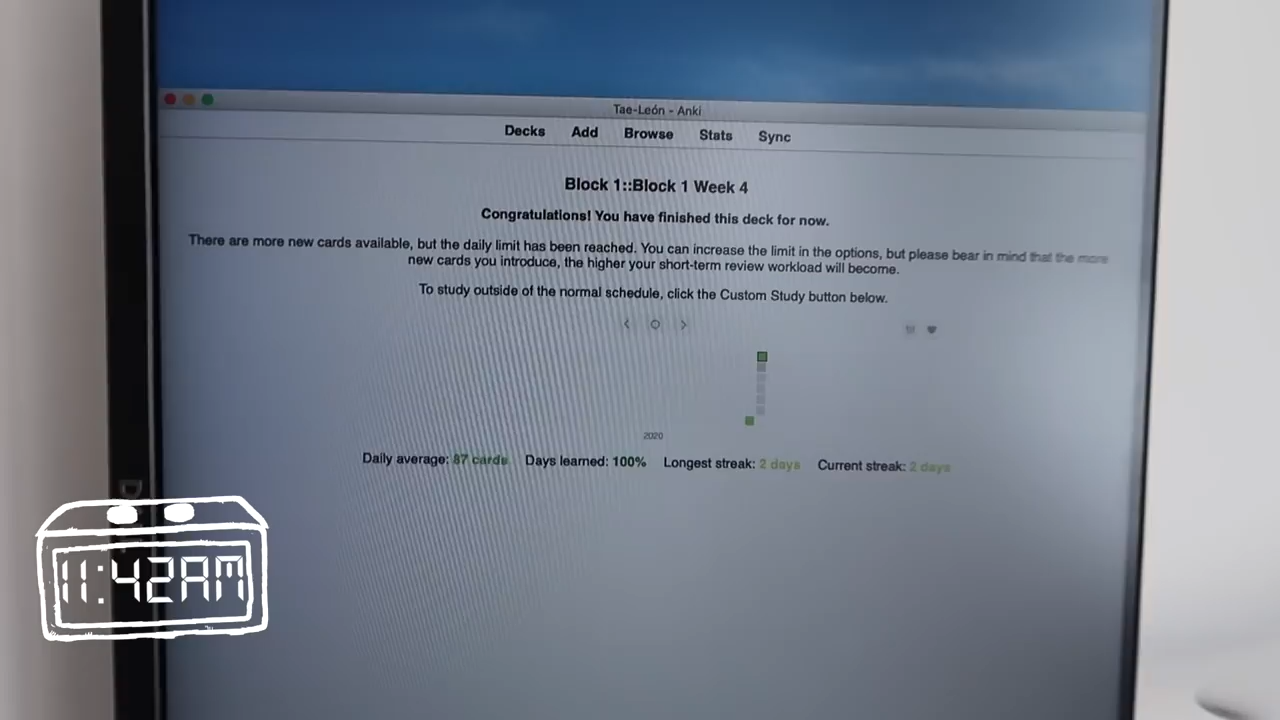 Tae-León - Anki
Decks Add Browse Stats Sync
Block 1::Block 1 Week 4
Congratulations! You have finished this deck for now.
There are more new cards available, but the daily limit has been reached. You can increase the limit in the options, but please bear in mind that the more
new cards you introduce, the higher your short-term review workload will become.
To study outside of the normal schedule, click the Custom Study button below.
2020
Daily average: 87 cards Days learned: 100% Longest streak: 2 days Current streak: 2 days
D
11:42AM